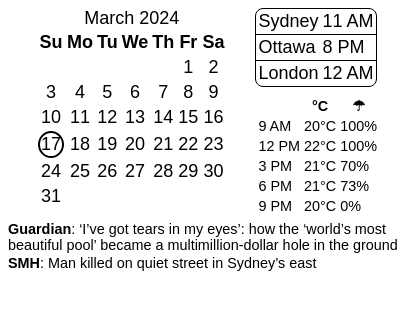 March 2024
Su Mo Tu We Th Fr Sa
1 2
3 4 5 6 7 8 9
10 11 12 13 14 15 16
17 18 19 20 21 22 23
24 25 26 27 28 29 30
31
Sydney 11 AM
Ottawa 8 PM
London 12 AM
°C ☂
9 AM 20°C 100%
12 PM 22°C 100%
3 PM 21°C 70%
6 PM 21°C 73%
9 PM 20°C 0%
Guardian: ‘I’ve got tears in my eyes’: how the ‘world’s most
beautiful pool’ became a multimillion-dollar hole in the ground
SMH: Man killed on quiet street in Sydney’s east